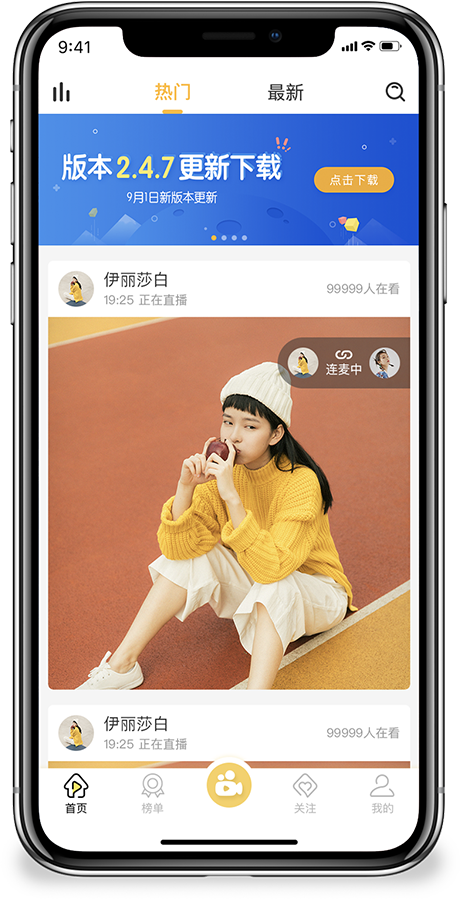 9:41
热门
最新
版本2.4.7更新下载
9月1日新版本更新
点击下载
伊丽莎白
19:25 正在直播
99999人在看
连麦中
伊丽莎白
19:25 正在直播
99999人在看
首页
榜单
关注
我的